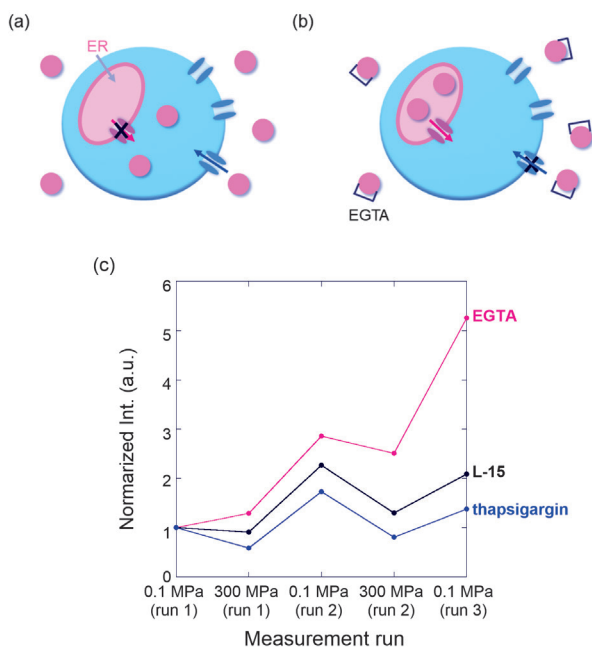 (a)
ER
(b)
EGTA
(c)
Normarized Int. (a.u.)
6
5
4
3
2
1
0
EGTA
L-15
thapsigargin
0.1 MPa 300 MPa 0.1 MPa 300 MPa 0.1 MPa
(run 1) (run 1) (run 2) (run 2) (run 3)
Measurement run